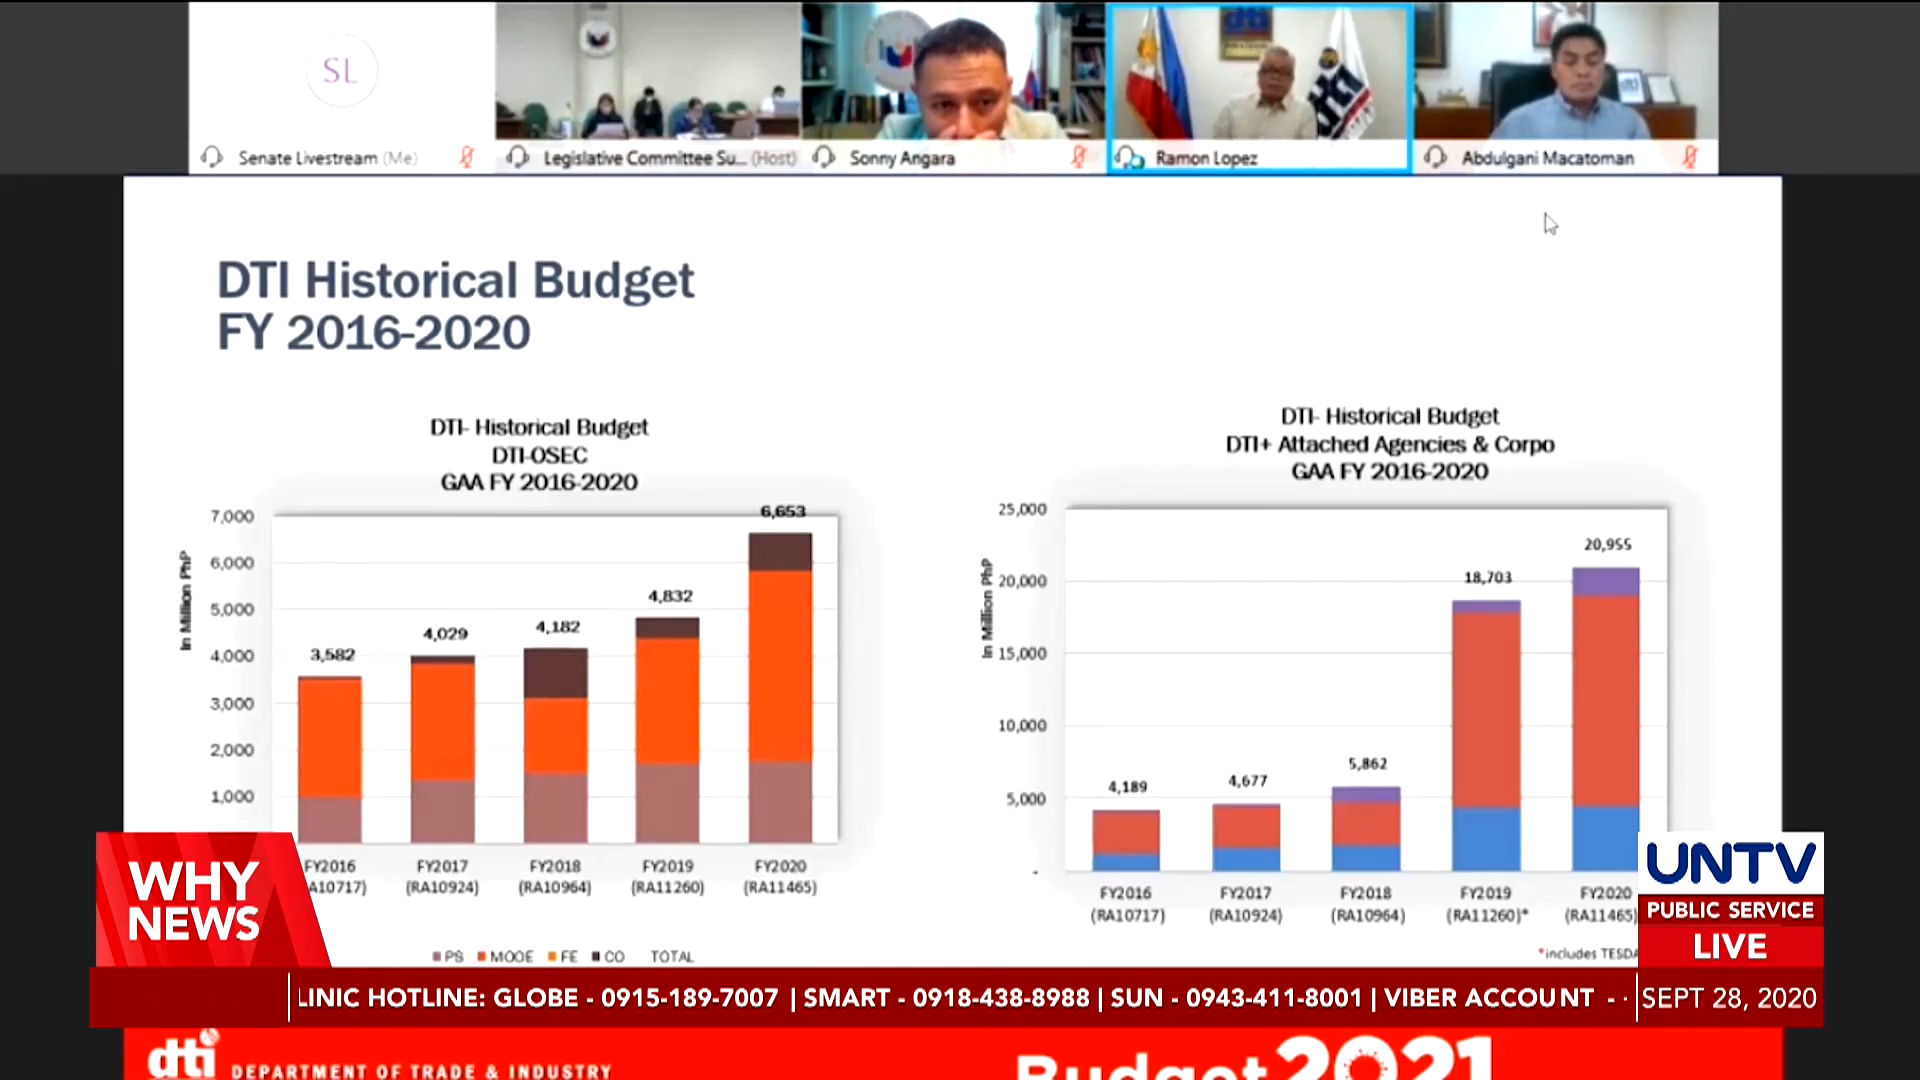 SL
Senate Livestream (Me)
Legislative Committee Su... (Host)
Sonny Angara
Ramon Lopez
Abdulgani Macatoman
dti
dti
DTI Historical Budget
FY 2016-2020
DTI- Historical Budget
DTI-OSEC
GAA FY 2016-2020
In Million PhP
7,000
6,000
5,000
4,000
3,000
2,000
1,000
3,582
4,029
4,182
4,832
6,653
FY2016 FY2017 FY2018 FY2019 FY2020
A10717) (RA10924) (RA10964) (RA11260) (RA11465)
PS MOOE FE CO TOTAL
DTI- Historical Budget
DTI+ Attached Agencies & Corpo
GAA FY 2016-2020
In Million PhP
25,000
20,000
15,000
10,000
5,000
-
4,189
4,677
5,862
18,703
20,955
FY2016 FY2017 FY2018 FY2019 FY2020
(RA10717) (RA10924) (RA10964) (RA11260)* (RA11465)
*includes TESDA
WHY
NEWS
UNTV
PUBLIC SERVICE
LIVE
LINIC HOTLINE: GLOBE - 0915-189-7007 | SMART - 0918-438-8988 | SUN - 0943-411-8001 | VIBER ACCOUNT -
SEPT 28, 2020
dti DEPARTMENT OF TRADE & INDUSTRY
Budget 2021